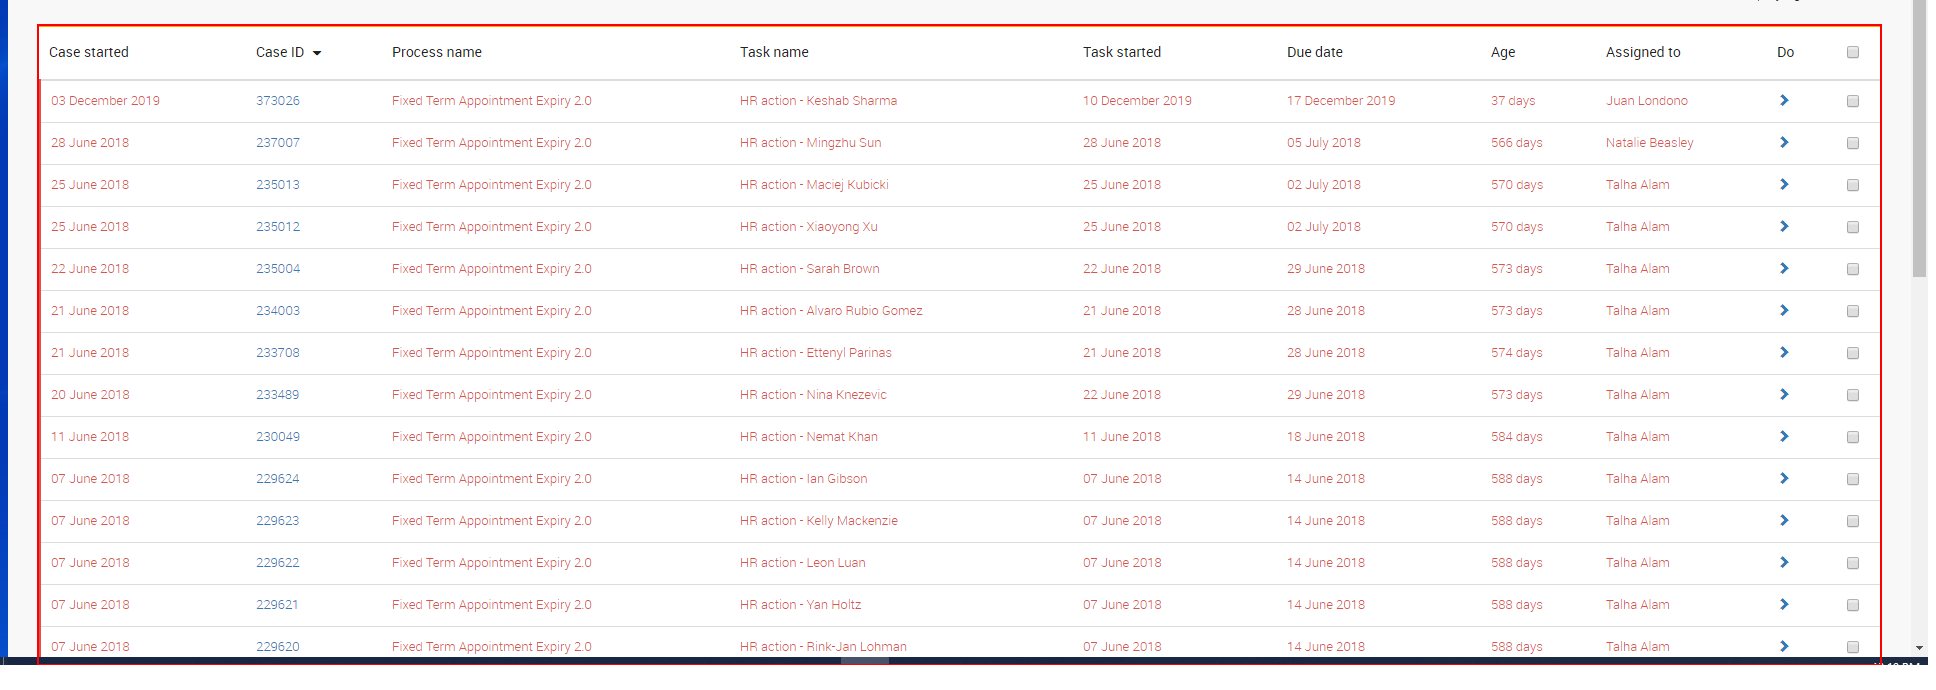 Case started Case ID Process name Task name Task started Due date Age Assigned to Do
03 December 2019 373026 Fixed Term Appointment Expiry 2.0 HR action - Keshab Sharma 10 December 2019 17 December 2019 37 days Juan Londono
28 June 2018 237007 Fixed Term Appointment Expiry 2.0 HR action - Mingzhu Sun 28 June 2018 05 July 2018 566 days Natalie Beasley
25 June 2018 235013 Fixed Term Appointment Expiry 2.0 HR action - Maciej Kubicki 25 June 2018 02 July 2018 570 days Talha Alam
25 June 2018 235012 Fixed Term Appointment Expiry 2.0 HR action - Xiaoyong Xu 25 June 2018 02 July 2018 570 days Talha Alam
22 June 2018 235004 Fixed Term Appointment Expiry 2.0 HR action - Sarah Brown 22 June 2018 29 June 2018 573 days Talha Alam
21 June 2018 234003 Fixed Term Appointment Expiry 2.0 HR action - Alvaro Rubio Gomez 21 June 2018 28 June 2018 573 days Talha Alam
21 June 2018 233708 Fixed Term Appointment Expiry 2.0 HR action - Ettenyl Parinas 21 June 2018 28 June 2018 574 days Talha Alam
20 June 2018 233489 Fixed Term Appointment Expiry 2.0 HR action - Nina Knezevic 22 June 2018 29 June 2018 573 days Talha Alam
11 June 2018 230049 Fixed Term Appointment Expiry 2.0 HR action - Nemat Khan 11 June 2018 18 June 2018 584 days Talha Alam
07 June 2018 229624 Fixed Term Appointment Expiry 2.0 HR action - Ian Gibson 07 June 2018 14 June 2018 588 days Talha Alam
07 June 2018 229623 Fixed Term Appointment Expiry 2.0 HR action - Kelly Mackenzie 07 June 2018 14 June 2018 588 days Talha Alam
07 June 2018 229622 Fixed Term Appointment Expiry 2.0 HR action - Leon Luan 07 June 2018 14 June 2018 588 days Talha Alam
07 June 2018 229621 Fixed Term Appointment Expiry 2.0 HR action - Yan Holtz 07 June 2018 14 June 2018 588 days Talha Alam
07 June 2018 229620 Fixed Term Appointment Expiry 2.0 HR action - Rink-Jan Lohman 07 June 2018 14 June 2018 588 days Talha Alam